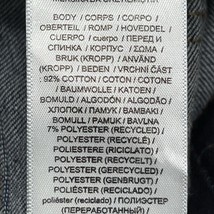 BODY / CORPS / CORPO /
OBERTEIL / ROMP / HOVEDDEL /
CUERPO / cuerpo / ПЕРЕД И
СПИНКА / КОРПУС / ΣΩΜΑ /
BRUK (KROPP) / ANVÄND
(KROPP) / BEDEN / VRCHNÍ ČÁST
: 92% COTTON / COTON / COTONE
/ BAUMWOLLE / KATOEN /
BOMULD / ALGODÓN / ALGODÃO /
ХЛОПОК / ПАМУК / ΒΑΜΒΑΚΙ /
BOMULL / PAMUK / BAVLNA
7% POLYESTER (RECYCLED) /
POLYESTER (RECYCLÉ) /
POLIESTERE (RICICLATO) /
POLYESTER (RECYCELT) /
POLYESTER (GERECYCLED) /
POLYESTER (GENBRUGT) /
POLIÉSTER (RECICLADO) /
poliéster (reciclado) / ПОЛИЭСТЕР
(ПЕРЕРАБОТАННЫЙ) /